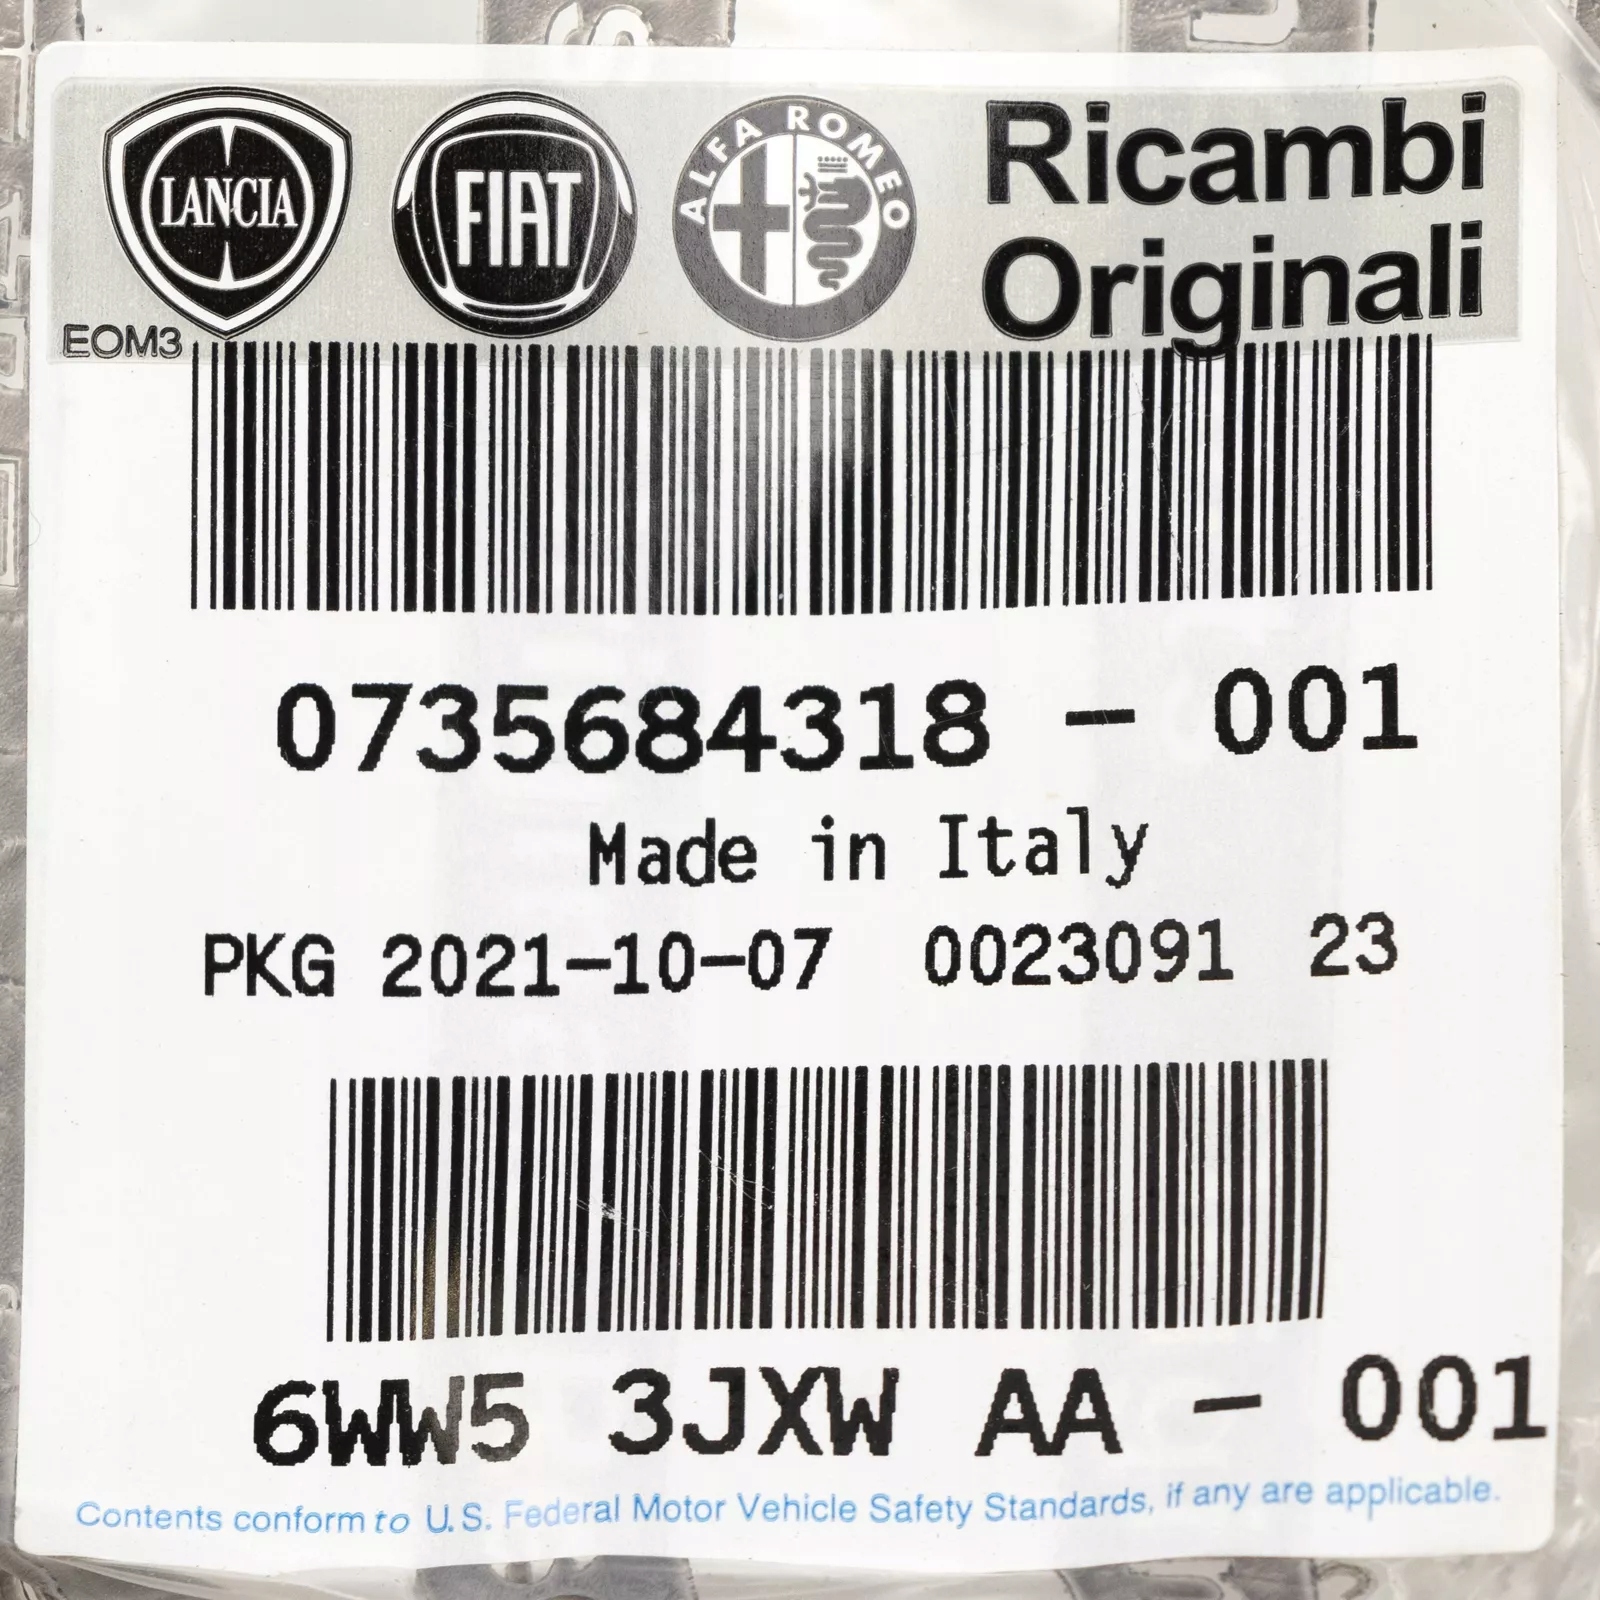 LANCIA
FIAT
ALFA ROMEO
Ricambi
Originali
EOM3
0735684318 - 001
Made in Italy
PKG 2021-10-07 0023091 23
6WW5 3JXW AA - 001
Contents conform to U.S. Federal Motor Vehicle Safety Standards, if any are applicable.